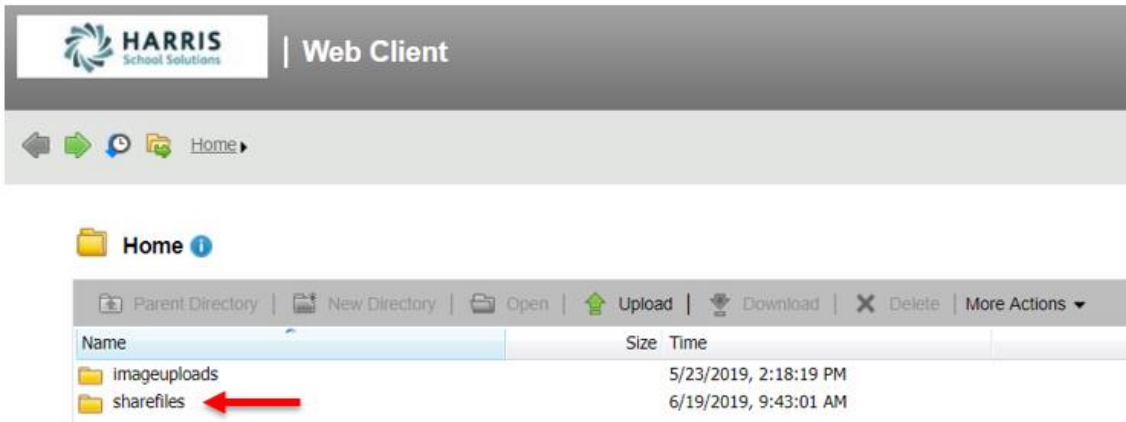 HARRIS
School Solutions
| Web Client
Home
Home
Parent Directory | New Directory | Open | Upload | Download | Delete | More Actions
Name Size Time
imageuploads 5/23/2019, 2:18:19 PM
sharefiles 6/19/2019, 9:43:01 AM